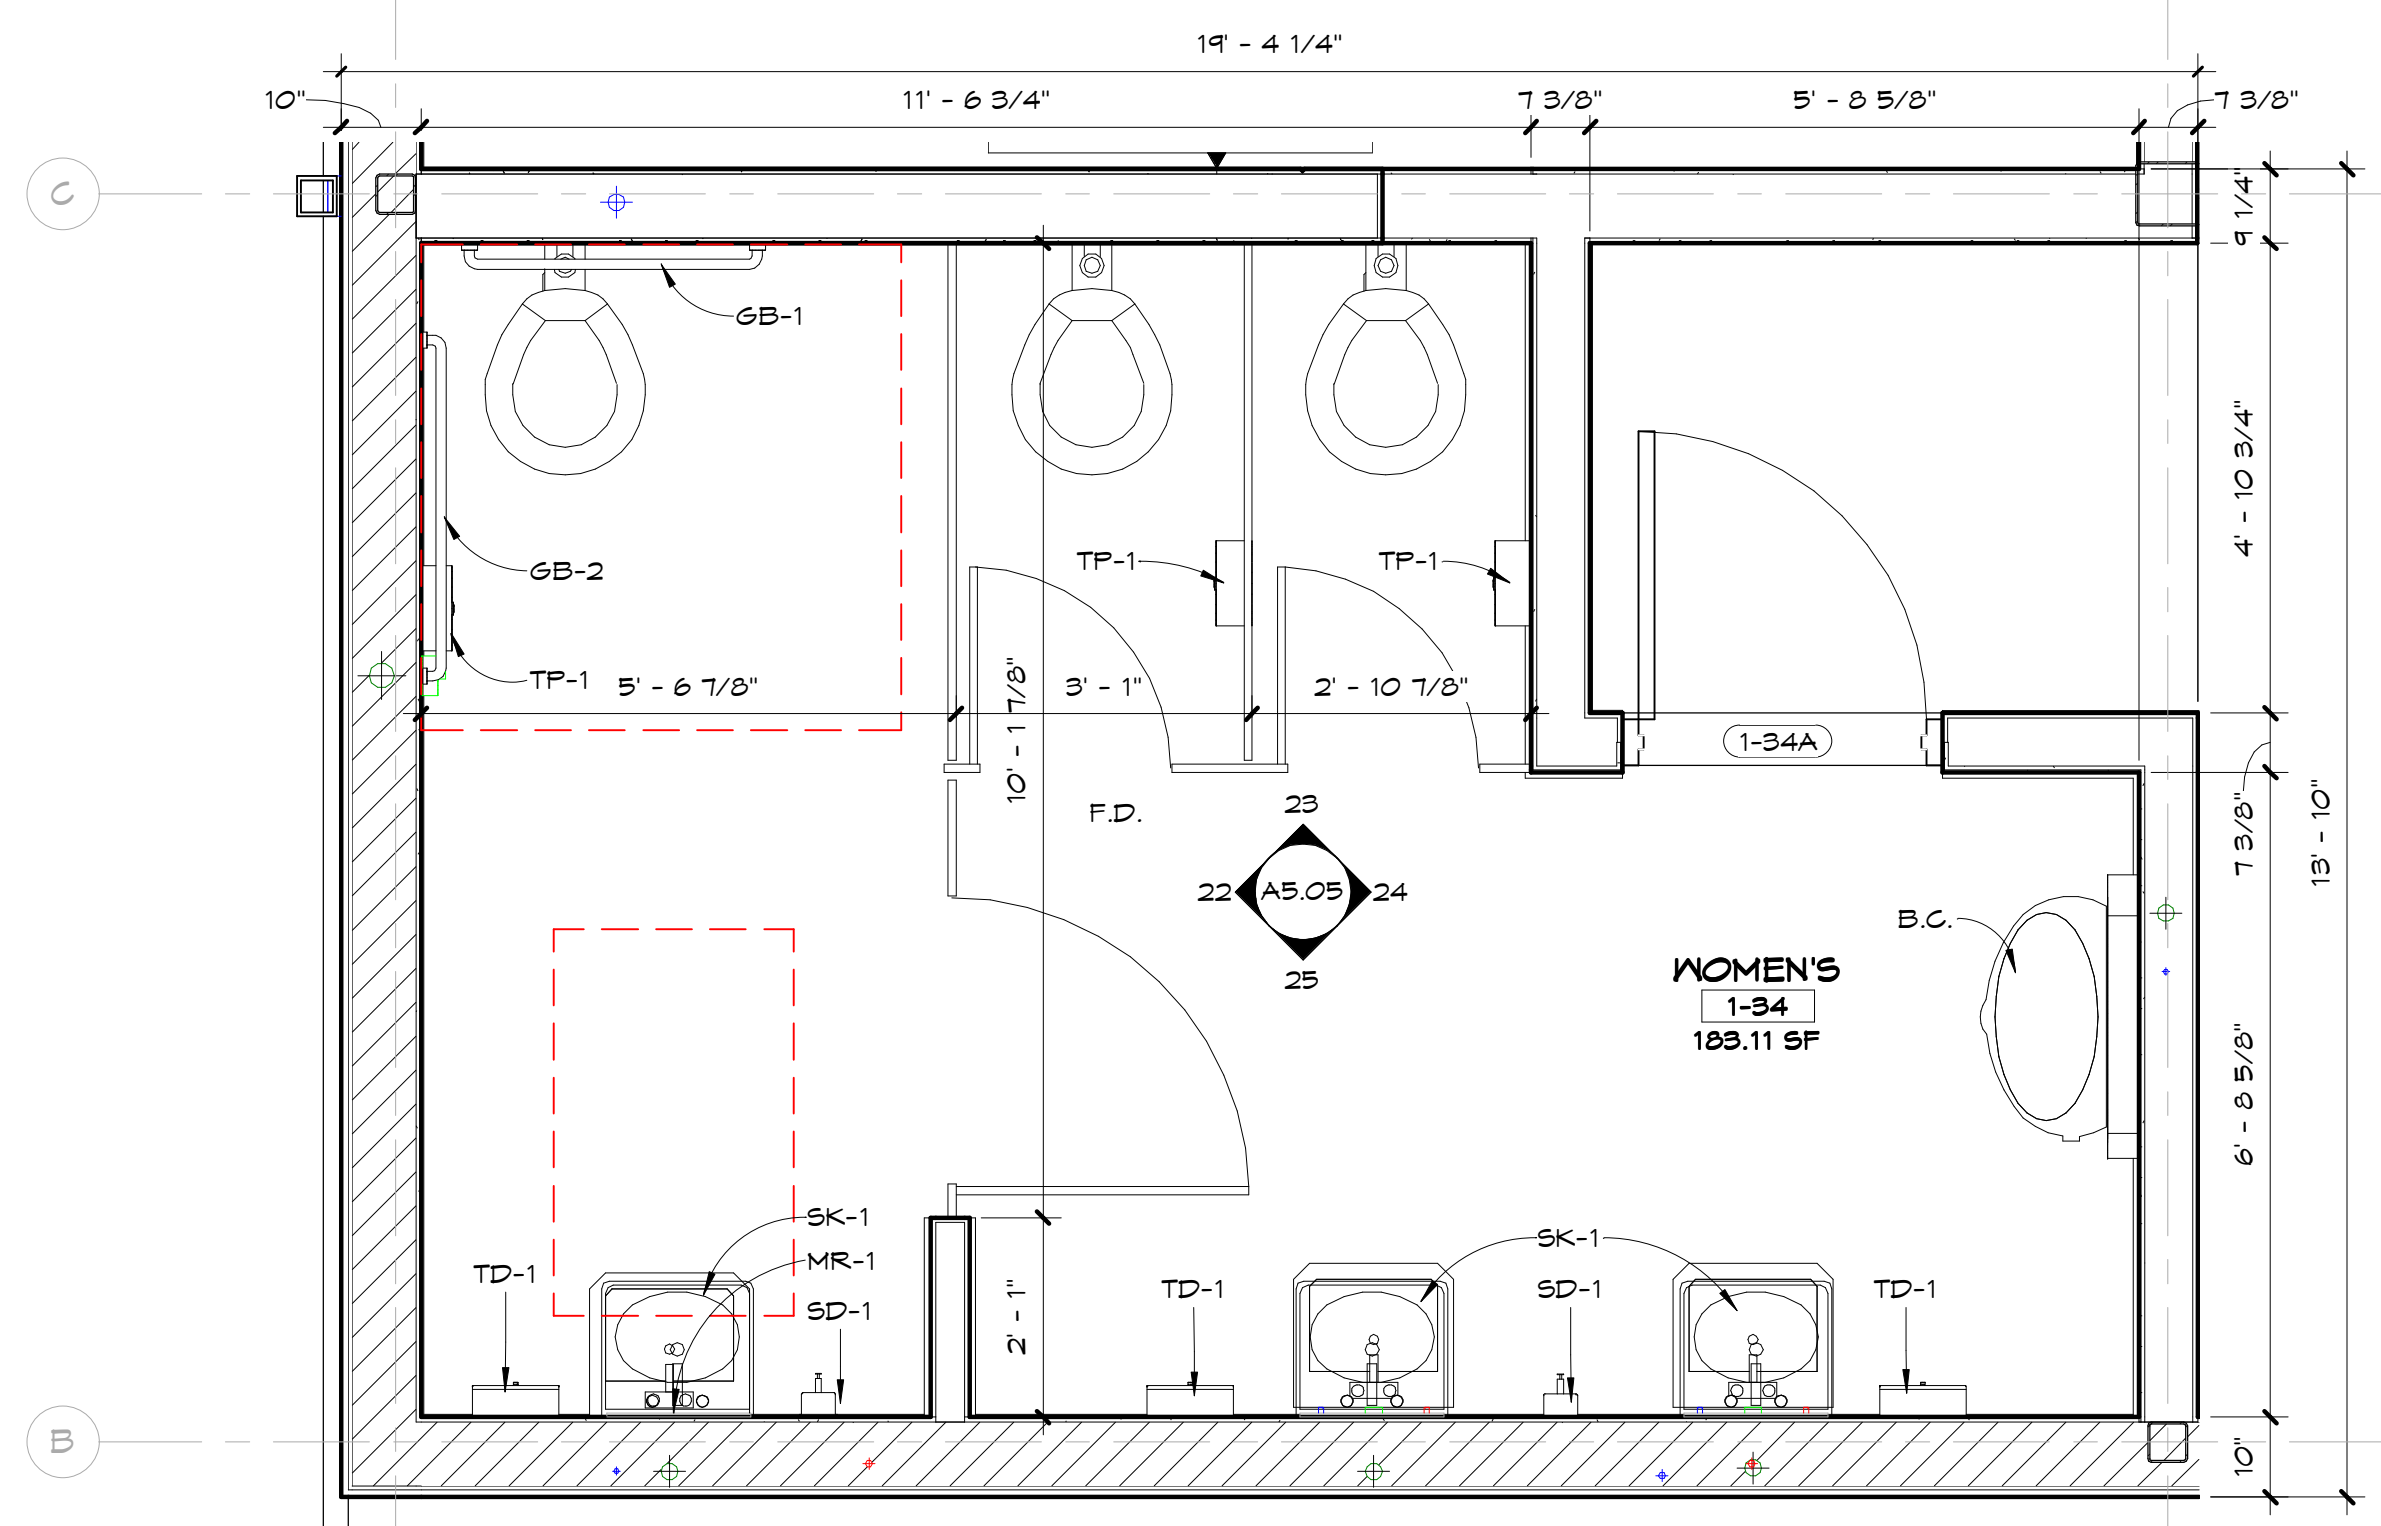 19' - 4 1/4"
10"
11' - 6 3/4"
7 3/8"
5' - 8 5/8"
7 3/8"
C
9 1/4"
GB-1
4' - 10 3/4"
TP-1
TP-1
GB-2
TP-1
5' - 6 7/8"
3' - 1"
2' - 10 7/8"
10' - 1 7/8"
1-34A
F.D.
23
22
A5.05
24
25
7 3/8"
13' - 10"
B.C.
WOMEN'S
1-34
183.11 SF
6' - 8 5/8"
SK-1
MR-1
TD-1
SD-1
2' - 1"
SK-1
TD-1
SD-1
TD-1
B
10"